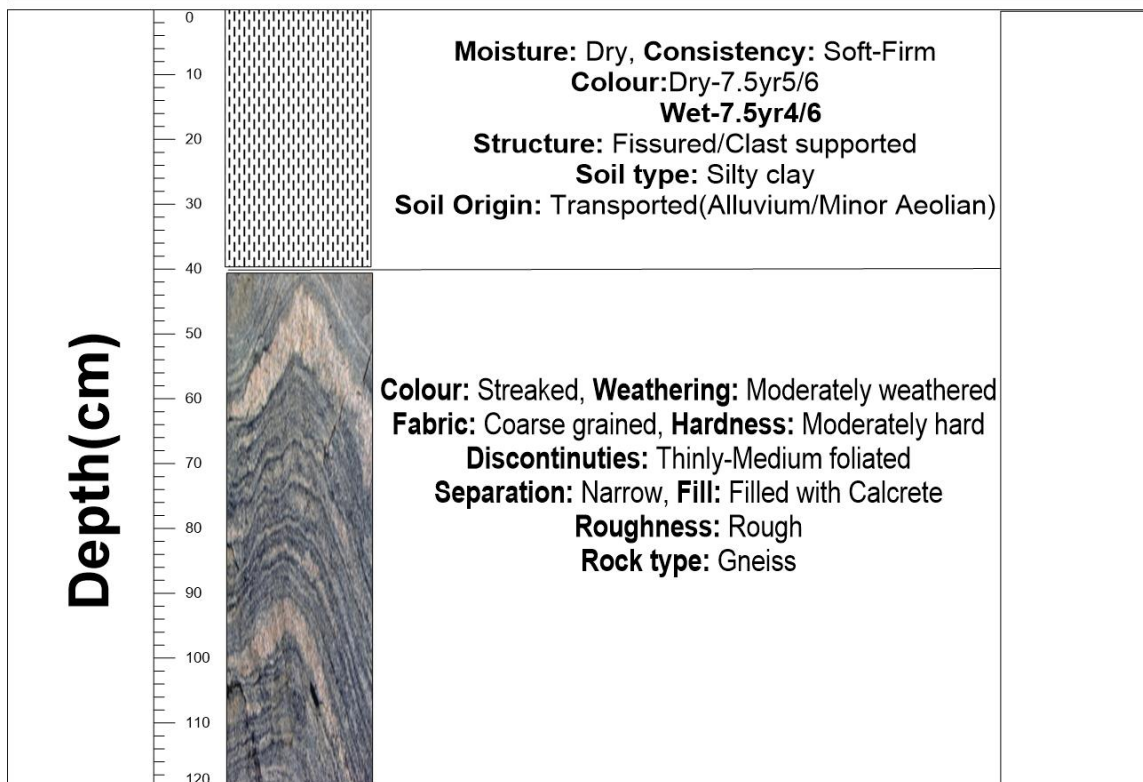 Depth(cm)
0
10
20
30
40
50
60
70
80
90
100
110
120
Moisture: Dry, Consistency: Soft-Firm
Colour:Dry-7.5yr5/6
Wet-7.5yr4/6
Structure: Fissured/Clast supported
Soil type: Silty clay
Soil Origin: Transported(Alluvium/Minor Aeolian)
Colour: Streaked, Weathering: Moderately weathered
Fabric: Coarse grained, Hardness: Moderately hard
Discontinuties: Thinly-Medium foliated
Separation: Narrow, Fill: Filled with Calcrete
Roughness: Rough
Rock type: Gneiss